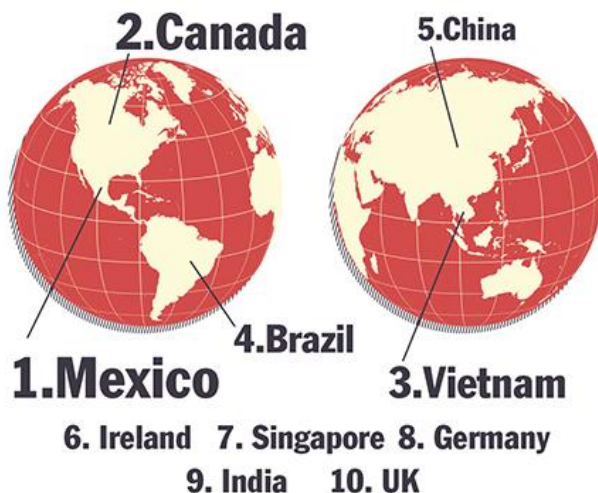 2.Canada
5.China
4.Brazil
1.Mexico
3.Vietnam
6. Ireland 7. Singapore 8. Germany
9. India 10. UK